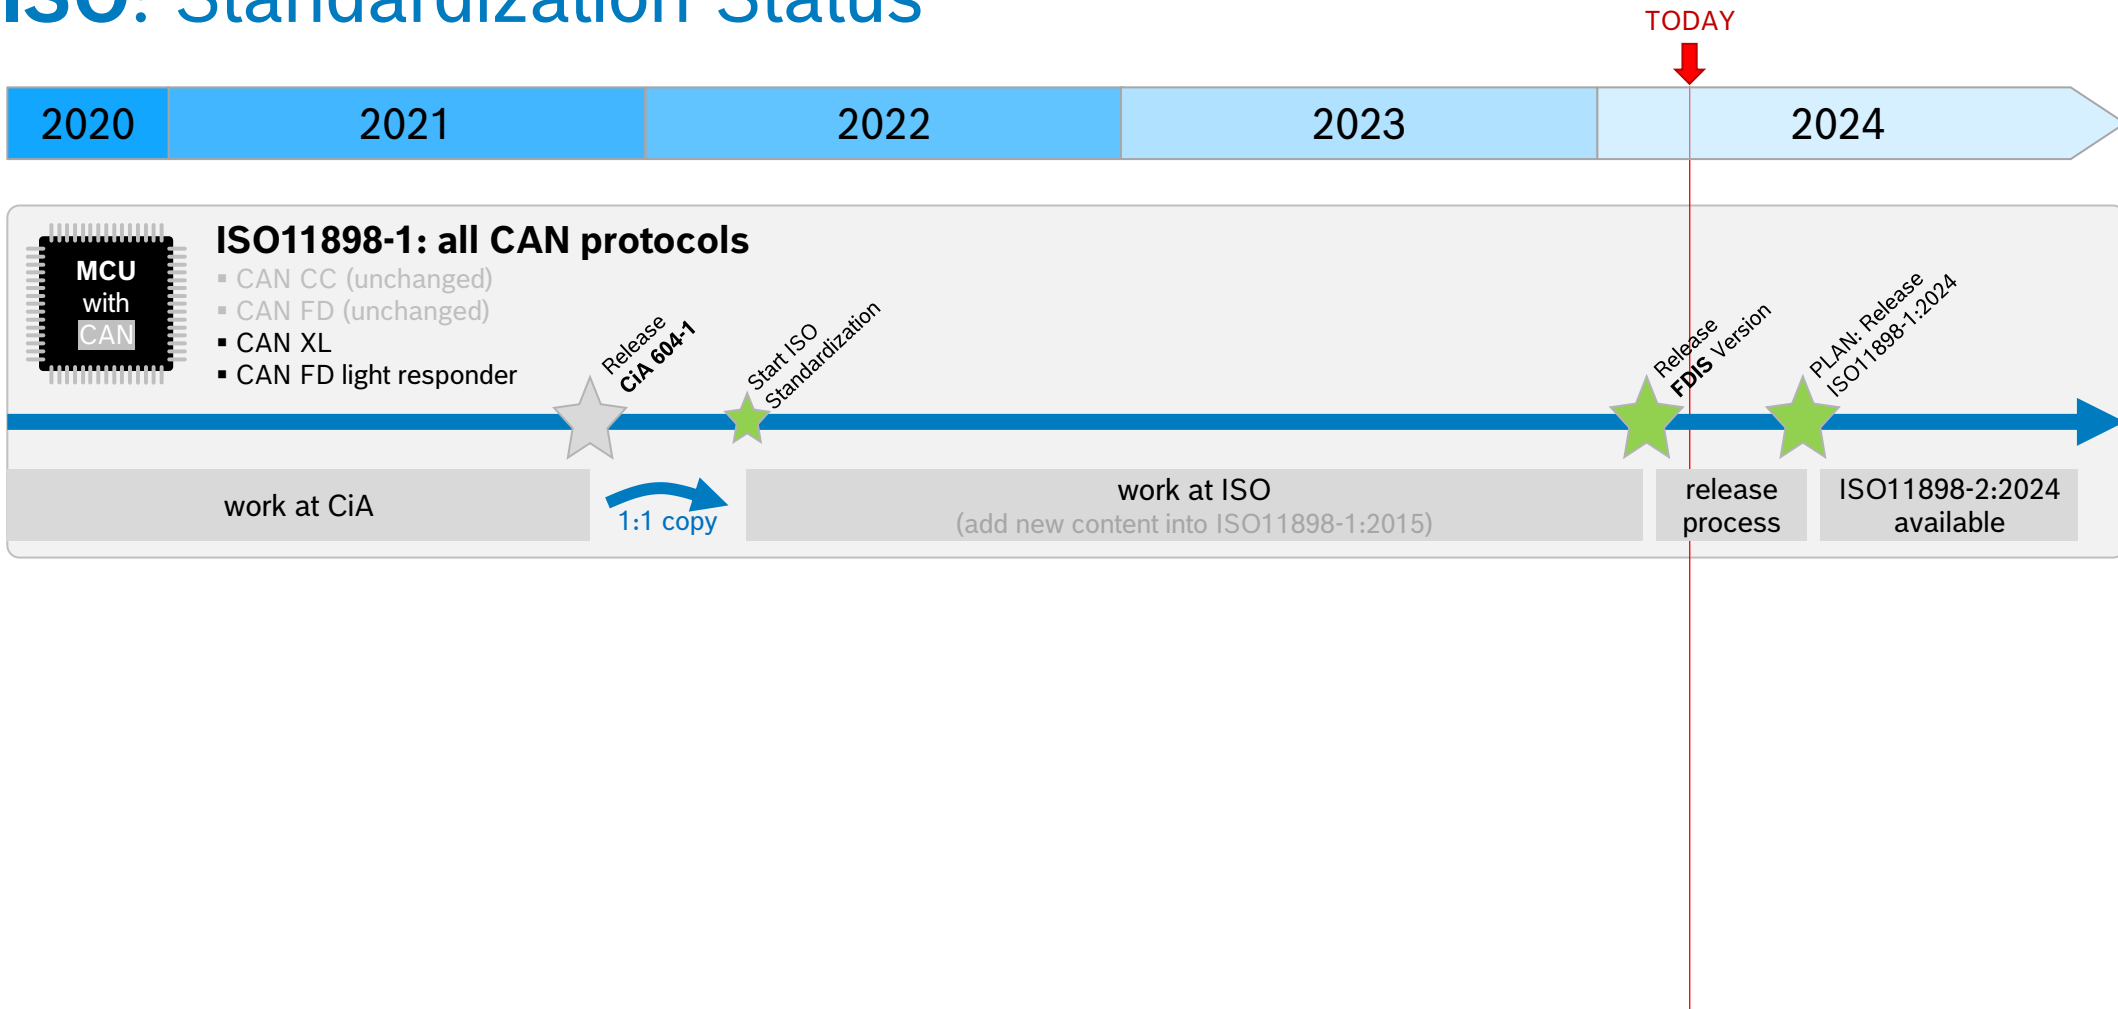 ISO: Standardization Status
TODAY
2020
2021
2022
2023
2024
MCU
with
CAN
ISO11898-1: all CAN protocols
▪ CAN CC (unchanged)
▪ CAN FD (unchanged)
▪ CAN XL
▪ CAN FD light responder
Release
CiA 604-1
Start ISO
Standardization
Release
FDIS Version
PLAN: Release
ISO11898-1:2024
work at CiA
1:1 copy
work at ISO
(add new content into ISO11898-1:2015)
release
process
ISO11898-2:2024
available